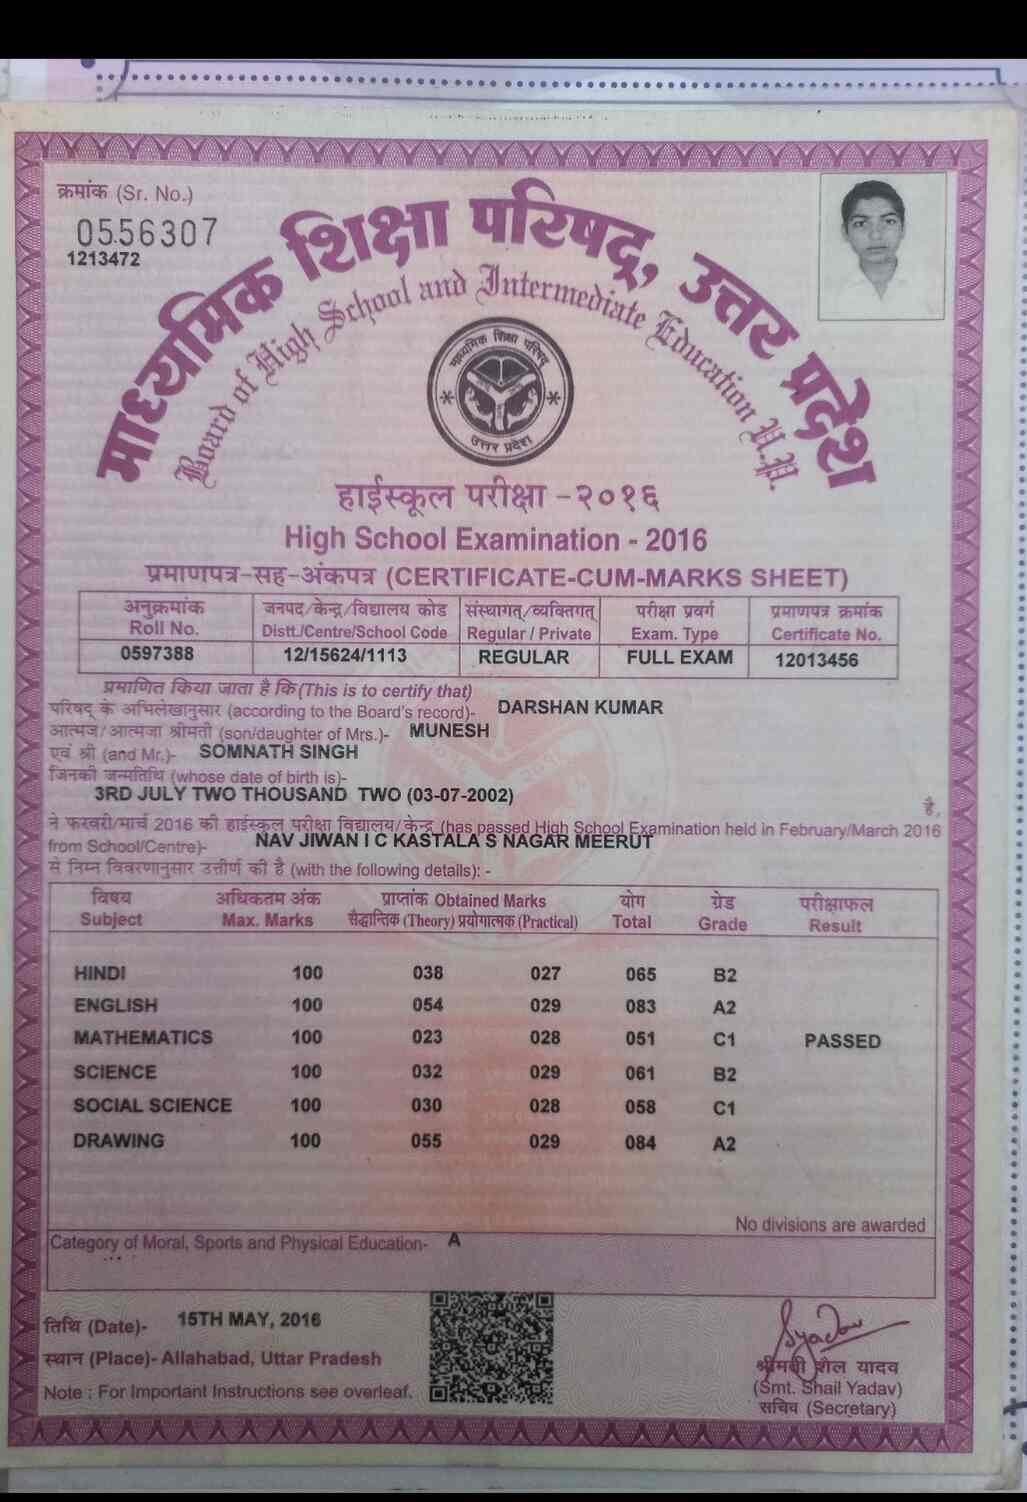 क्रमांक (Sr. No.)
0556307
1213472
माध्यमिक शिक्षा परिषद्, उत्तर प्रदेश
Board of High School and Intermediate Education U.P.
माध्यमिक शिक्षा परिषद्
उत्तर प्रदेश
हाईस्कूल परीक्षा -२०१६
High School Examination - 2016
प्रमाणपत्र-सह-अंकपत्र (CERTIFICATE-CUM-MARKS SHEET)
अनुक्रमांक जनपद/केन्द्र/विद्यालय कोड संस्थागत्/व्यक्तिगत् परीक्षा प्रवर्ग प्रमाणपत्र क्रमांक
Roll No. Distt./Centre/School Code Regular / Private Exam. Type Certificate No.
0597388 12/15624/1113 REGULAR FULL EXAM 12013456
प्रमाणित किया जाता है कि (This is to certify that)
परिषद् के अभिलेखानुसार (according to the Board's record)- DARSHAN KUMAR
आत्मज/आत्मजा श्रीमती (son/daughter of Mrs.)- MUNESH
एवं श्री (and Mr.)- SOMNATH SINGH
जिनकी जन्मतिथि (whose date of birth is)-
3RD JULY TWO THOUSAND TWO (03-07-2002)
है,
ने फरवरी/मार्च 2016 की हाईस्कूल परीक्षा विद्यालय/केन्द्र (has passed High School Examination held in February/March 2016
from School/Centre)- NAV JIWAN I C KASTALA S NAGAR MEERUT
से निम्न विवरणानुसार उत्तीर्ण की है (with the following details): -
विषय अधिकतम अंक प्राप्तांक Obtained Marks योग ग्रेड परीक्षाफल
Subject Max. Marks सैद्धान्तिक (Theory) प्रयोगात्मक (Practical) Total Grade Result
HINDI 100 038 027 065 B2
ENGLISH 100 054 029 083 A2
MATHEMATICS 100 023 028 051 C1 PASSED
SCIENCE 100 032 029 061 B2
SOCIAL SCIENCE 100 030 028 058 C1
DRAWING 100 055 029 084 A2
No divisions are awarded
Category of Moral, Sports and Physical Education- A
तिथि (Date)- 15TH MAY, 2016
स्थान (Place)- Allahabad, Uttar Pradesh
Note : For Important Instructions see overleaf.
Syadav
श्रीमती शैल यादव
(Smt. Shail Yadav)
सचिव (Secretary)